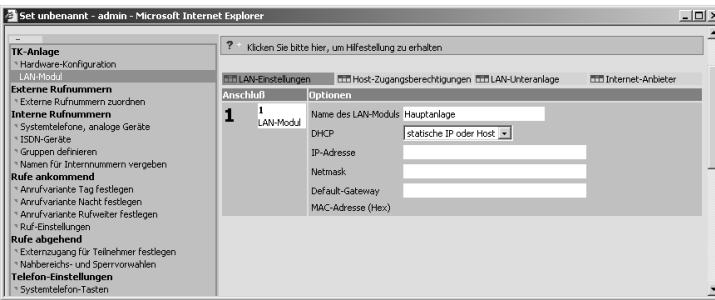 Set unbenannt - admin - Microsoft Internet Explorer
TK-Anlage
Hardware-Konfiguration
LAN-Modul
Externe Rufnummern
Externe Rufnummern zuordnen
Interne Rufnummern
Systemtelefone, analoge Geräte
ISDN-Geräte
Gruppen definieren
Namen für Internnummern vergeben
Rufe ankommend
Anrufvariante Tag festlegen
Anrufvariante Nacht festlegen
Anrufvariante Rufweiter festlegen
Ruf-Einstellungen
Rufe abgehend
Externzugang für Teilnehmer festlegen
Nahbereichs- und Sperrvorwahlen
Telefon-Einstellungen
Systemtelefon-Tasten
? Klicken Sie bitte hier, um Hilfestellung zu erhalten
LAN-Einstellungen Host-Zugangsberechtigungen LAN-Unteranlage Internet-Anbieter
Anschluß Optionen
1 1 LAN-Modul
Name des LAN-Moduls Hauptanlage
DHCP statische IP oder Host
IP-Adresse
Netmask
Default-Gateway
MAC-Adresse (Hex)